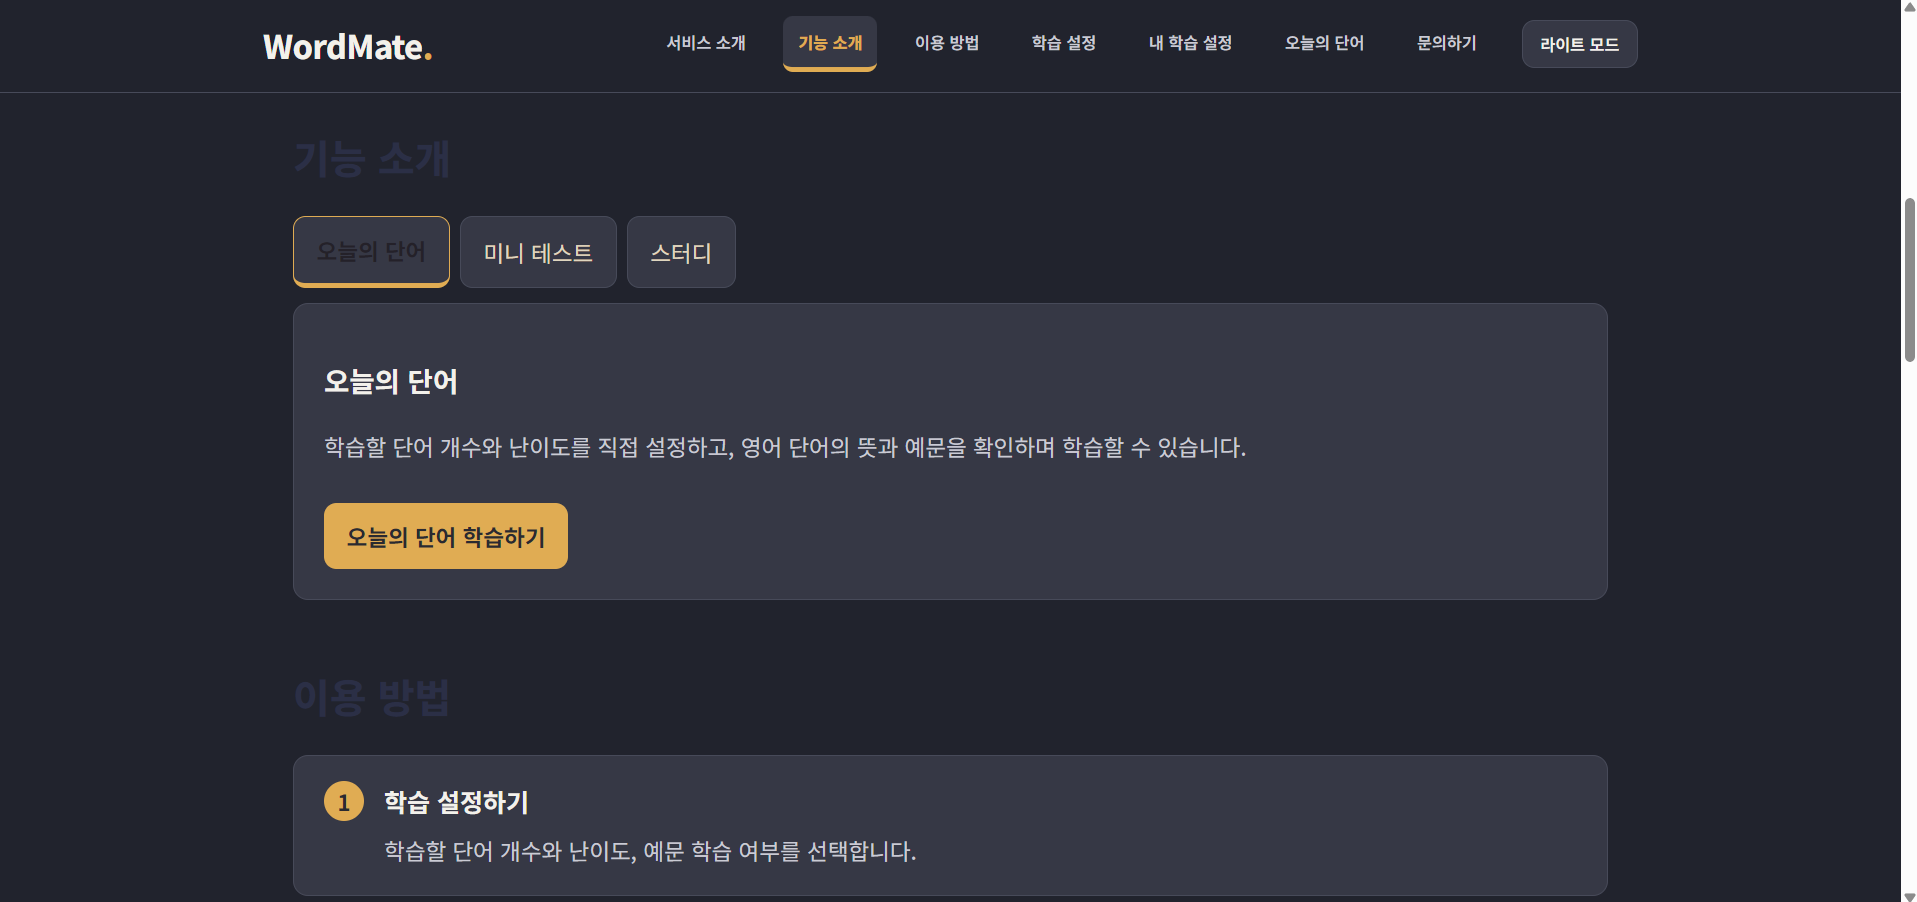 WordMate.
서비스 소개
기능 소개
이용 방법
학습 설정
내 학습 설정
오늘의 단어
문의하기
라이트 모드
기능 소개
오늘의 단어
미니 테스트
스터디
오늘의 단어
학습할 단어 개수와 난이도를 직접 설정하고, 영어 단어의 뜻과 예문을 확인하며 학습할 수 있습니다.
오늘의 단어 학습하기
이용 방법
1 학습 설정하기
학습할 단어 개수와 난이도, 예문 학습 여부를 선택합니다.